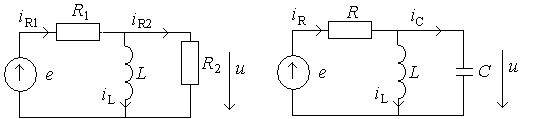 iR1 R1 iR2 iR R iC
e L R2 u e L C u
iL iL